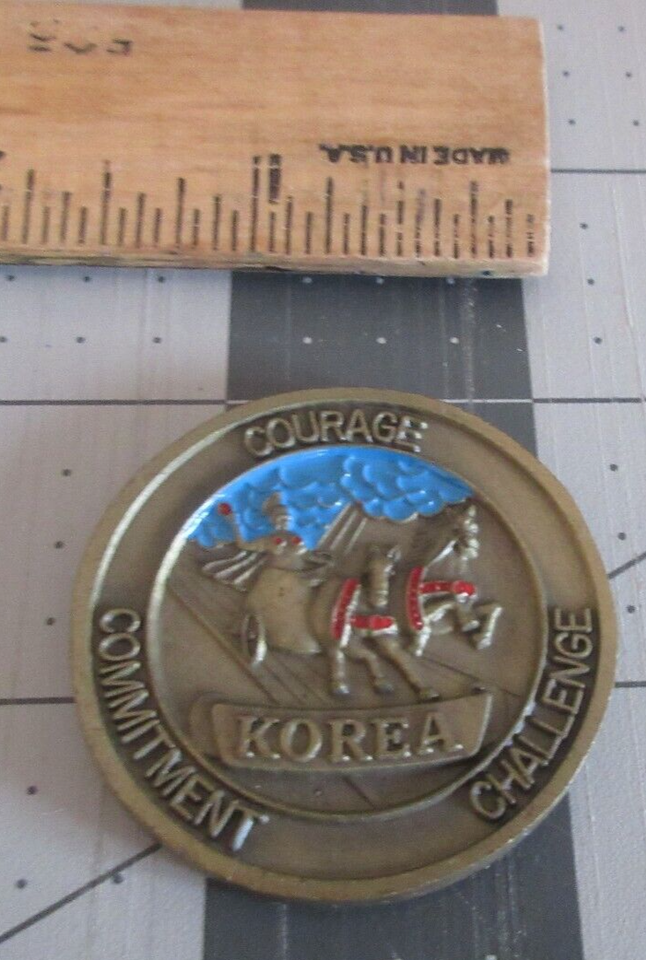 MADE IN U.S.A.
COURAGE
COMMITMENT
CHALLENGE
KOREA